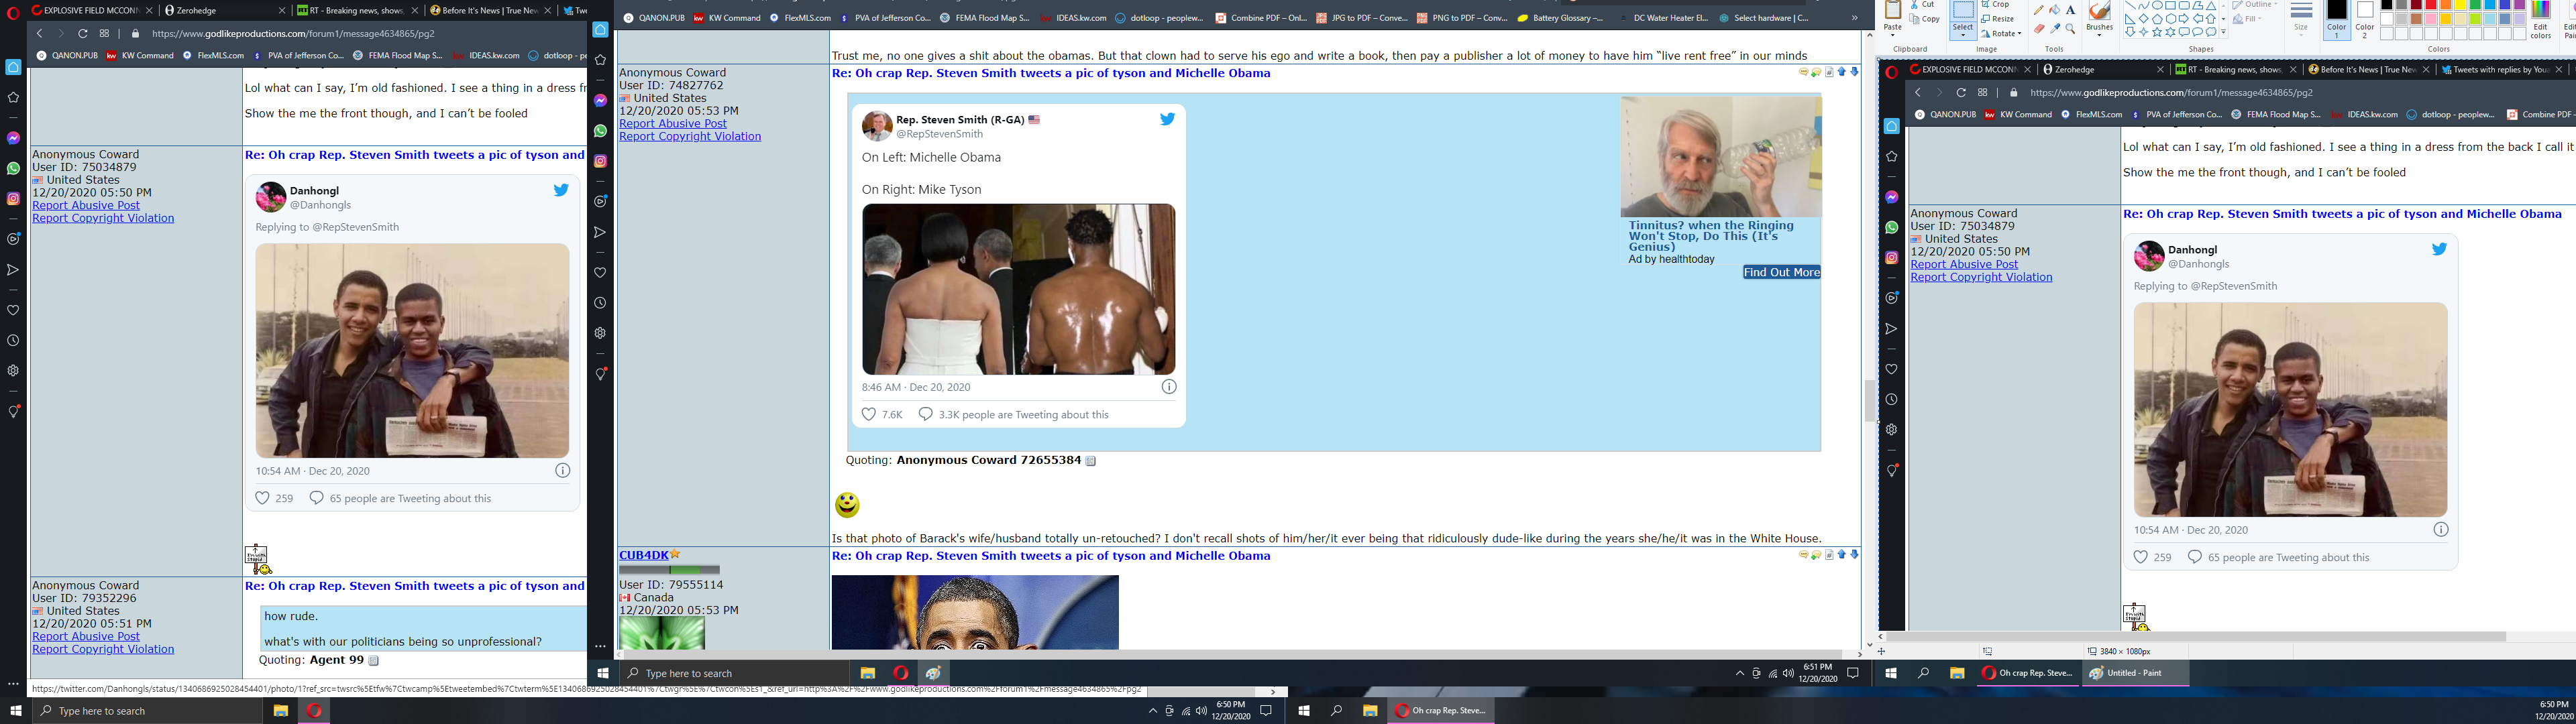 EXPLOSIVE FIELD MCCONN
Zerohedge
RT - Breaking news, shows,
Before It's News | True New
Twe
https://www.godlikeproductions.com/forum1/message4634865/pg2
QANON.PUB
KW Command
FlexMLS.com
PVA of Jefferson Co...
FEMA Flood Map S...
IDEAS.kw.com
dotloop - pe
Lol what can I say, I'm old fashioned. I see a thing in a dress fr
Show the me the front though, and I can't be fooled
Anonymous Coward
User ID: 75034879
United States
12/20/2020 05:50 PM
Report Abusive Post
Report Copyright Violation
Re: Oh crap Rep. Steven Smith tweets a pic of tyson and
Danhongl
@Danhongls
Replying to @RepStevenSmith
10:54 AM · Dec 20, 2020
259
65 people are Tweeting about this
Anonymous Coward
User ID: 79352296
United States
12/20/2020 05:51 PM
Report Abusive Post
Report Copyright Violation
Re: Oh crap Rep. Steven Smith tweets a pic of tyson and
how rude.
what's with our politicians being so unprofessional?
Quoting: Agent 99
https://twitter.com/Danhongls/status/1340686925028454401/photo/1?ref_src=twsrc%5Etfw%7Ctwcamp%5Etweetembed%7Ctwterm%5E1340686925028454401%7Ctwgr%5E%7Ctwcon%5Es1_&ref_url=http%3A%2F%2Fwww.godlikeproductions.com%2Fforum1%2Fmessage4634865%2Fpg2
Type here to search
6:50 PM
12/20/2020
QANON.PUB
KW Command
FlexMLS.com
PVA of Jefferson Co...
FEMA Flood Map S...
IDEAS.kw.com
dotloop - peoplew...
Combine PDF – Onl...
JPG to PDF – Conve...
PNG to PDF – Conv...
Battery Glossary –...
DC Water Heater El...
Select hardware | C...
Trust me, no one gives a shit about the obamas. But that clown had to serve his ego and write a book, then pay a publisher a lot of money to have him “live rent free” in our minds
Anonymous Coward
User ID: 74827762
United States
12/20/2020 05:53 PM
Report Abusive Post
Report Copyright Violation
Re: Oh crap Rep. Steven Smith tweets a pic of tyson and Michelle Obama
Rep. Steven Smith (R-GA)
@RepStevenSmith
On Left: Michelle Obama
On Right: Mike Tyson
8:46 AM · Dec 20, 2020
7.6K
3.3K people are Tweeting about this
Tinnitus? when the Ringing
Won't Stop, Do This (It's
Genius)
Ad by healthtoday
Find Out More
Quoting: Anonymous Coward 72655384
Is that photo of Barack's wife/husband totally un-retouched? I don't recall shots of him/her/it ever being that ridiculously dude-like during the years she/he/it was in the White House.
CUB4DK
User ID: 79555114
Canada
12/20/2020 05:53 PM
Re: Oh crap Rep. Steven Smith tweets a pic of tyson and Michelle Obama
Type here to search
6:51 PM
12/20/2020
Oh crap Rep. Steve...
Paste
Cut
Copy
Clipboard
Select
Crop
Resize
Rotate
Image
Tools
Brushes
Shapes
Outline
Fill
Size
Color
1
Color
2
Edit
colors
Colors
EXPLOSIVE FIELD MCCONN
Zerohedge
RT - Breaking news, shows,
Before It's News | True New
Tweets with replies by You
https://www.godlikeproductions.com/forum1/message4634865/pg2
QANON.PUB
KW Command
FlexMLS.com
PVA of Jefferson Co...
FEMA Flood Map S...
IDEAS.kw.com
dotloop - peoplew...
Combine PDF -
Lol what can I say, I'm old fashioned. I see a thing in a dress from the back I call it
Show the me the front though, and I can't be fooled
Anonymous Coward
User ID: 75034879
United States
12/20/2020 05:50 PM
Report Abusive Post
Report Copyright Violation
Re: Oh crap Rep. Steven Smith tweets a pic of tyson and Michelle Obama
Danhongl
@Danhongls
Replying to @RepStevenSmith
10:54 AM · Dec 20, 2020
259
65 people are Tweeting about this
3840 × 1080px
Oh crap Rep. Steve...
Untitled - Paint
6:50 PM
12/20/2020